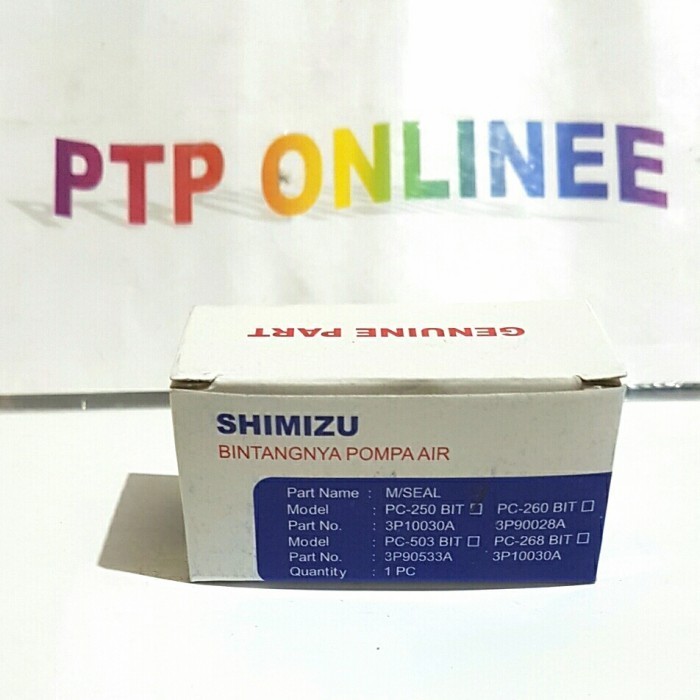 PTP ONLINEE
GENUINE PART
SHIMIZU
BINTANGNYA POMPA AIR
Part Name : M/SEAL
Model : PC-250 BIT ☐ PC-260 BIT ☐
Part No. : 3P10030A 3P90028A
Model : PC-503 BIT ☐ PC-268 BIT ☐
Part No. : 3P90533A 3P10030A
Quantity : 1 PC